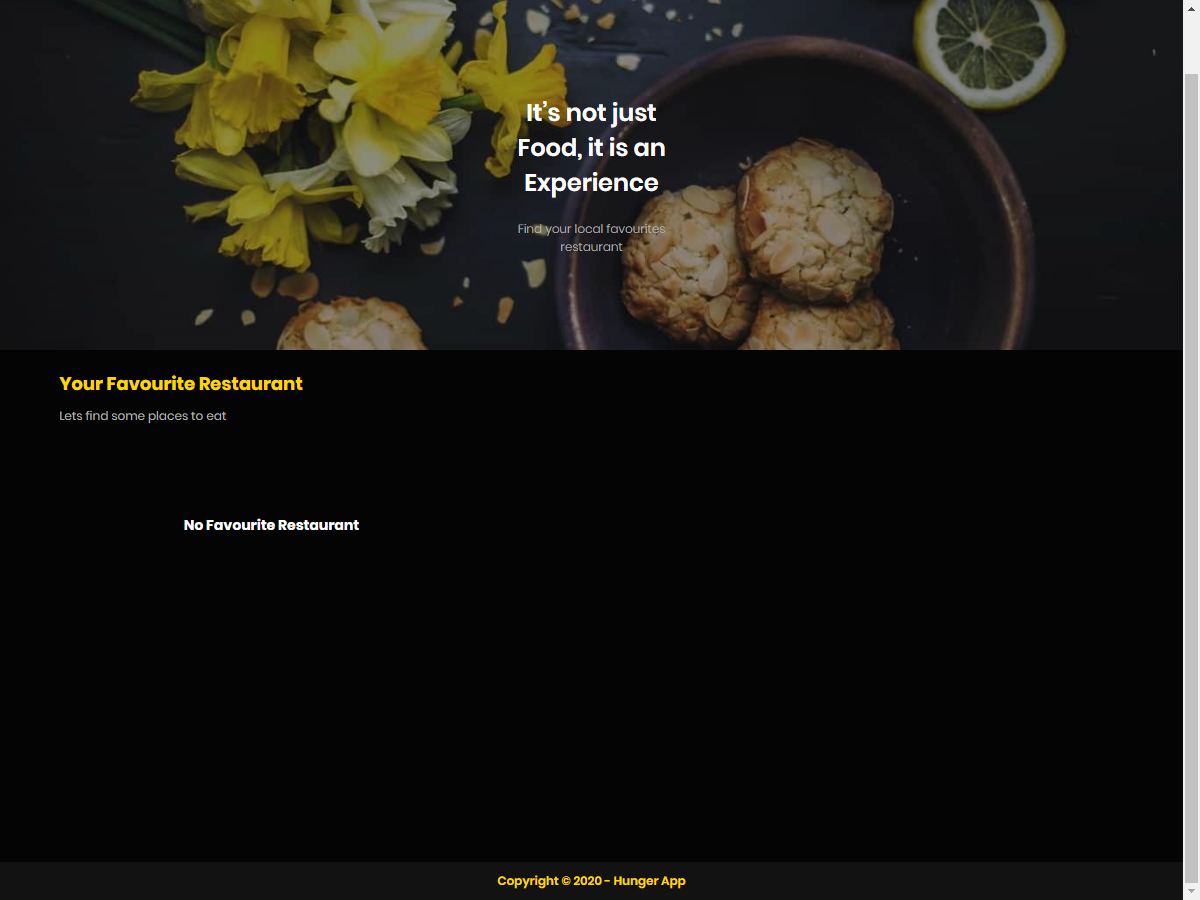 It’s not just
Food, it is an
Experience
Find your local favourites
restaurant
Your Favourite Restaurant
Lets find some places to eat
No Favourite Restaurant
Copyright © 2020 - Hunger App